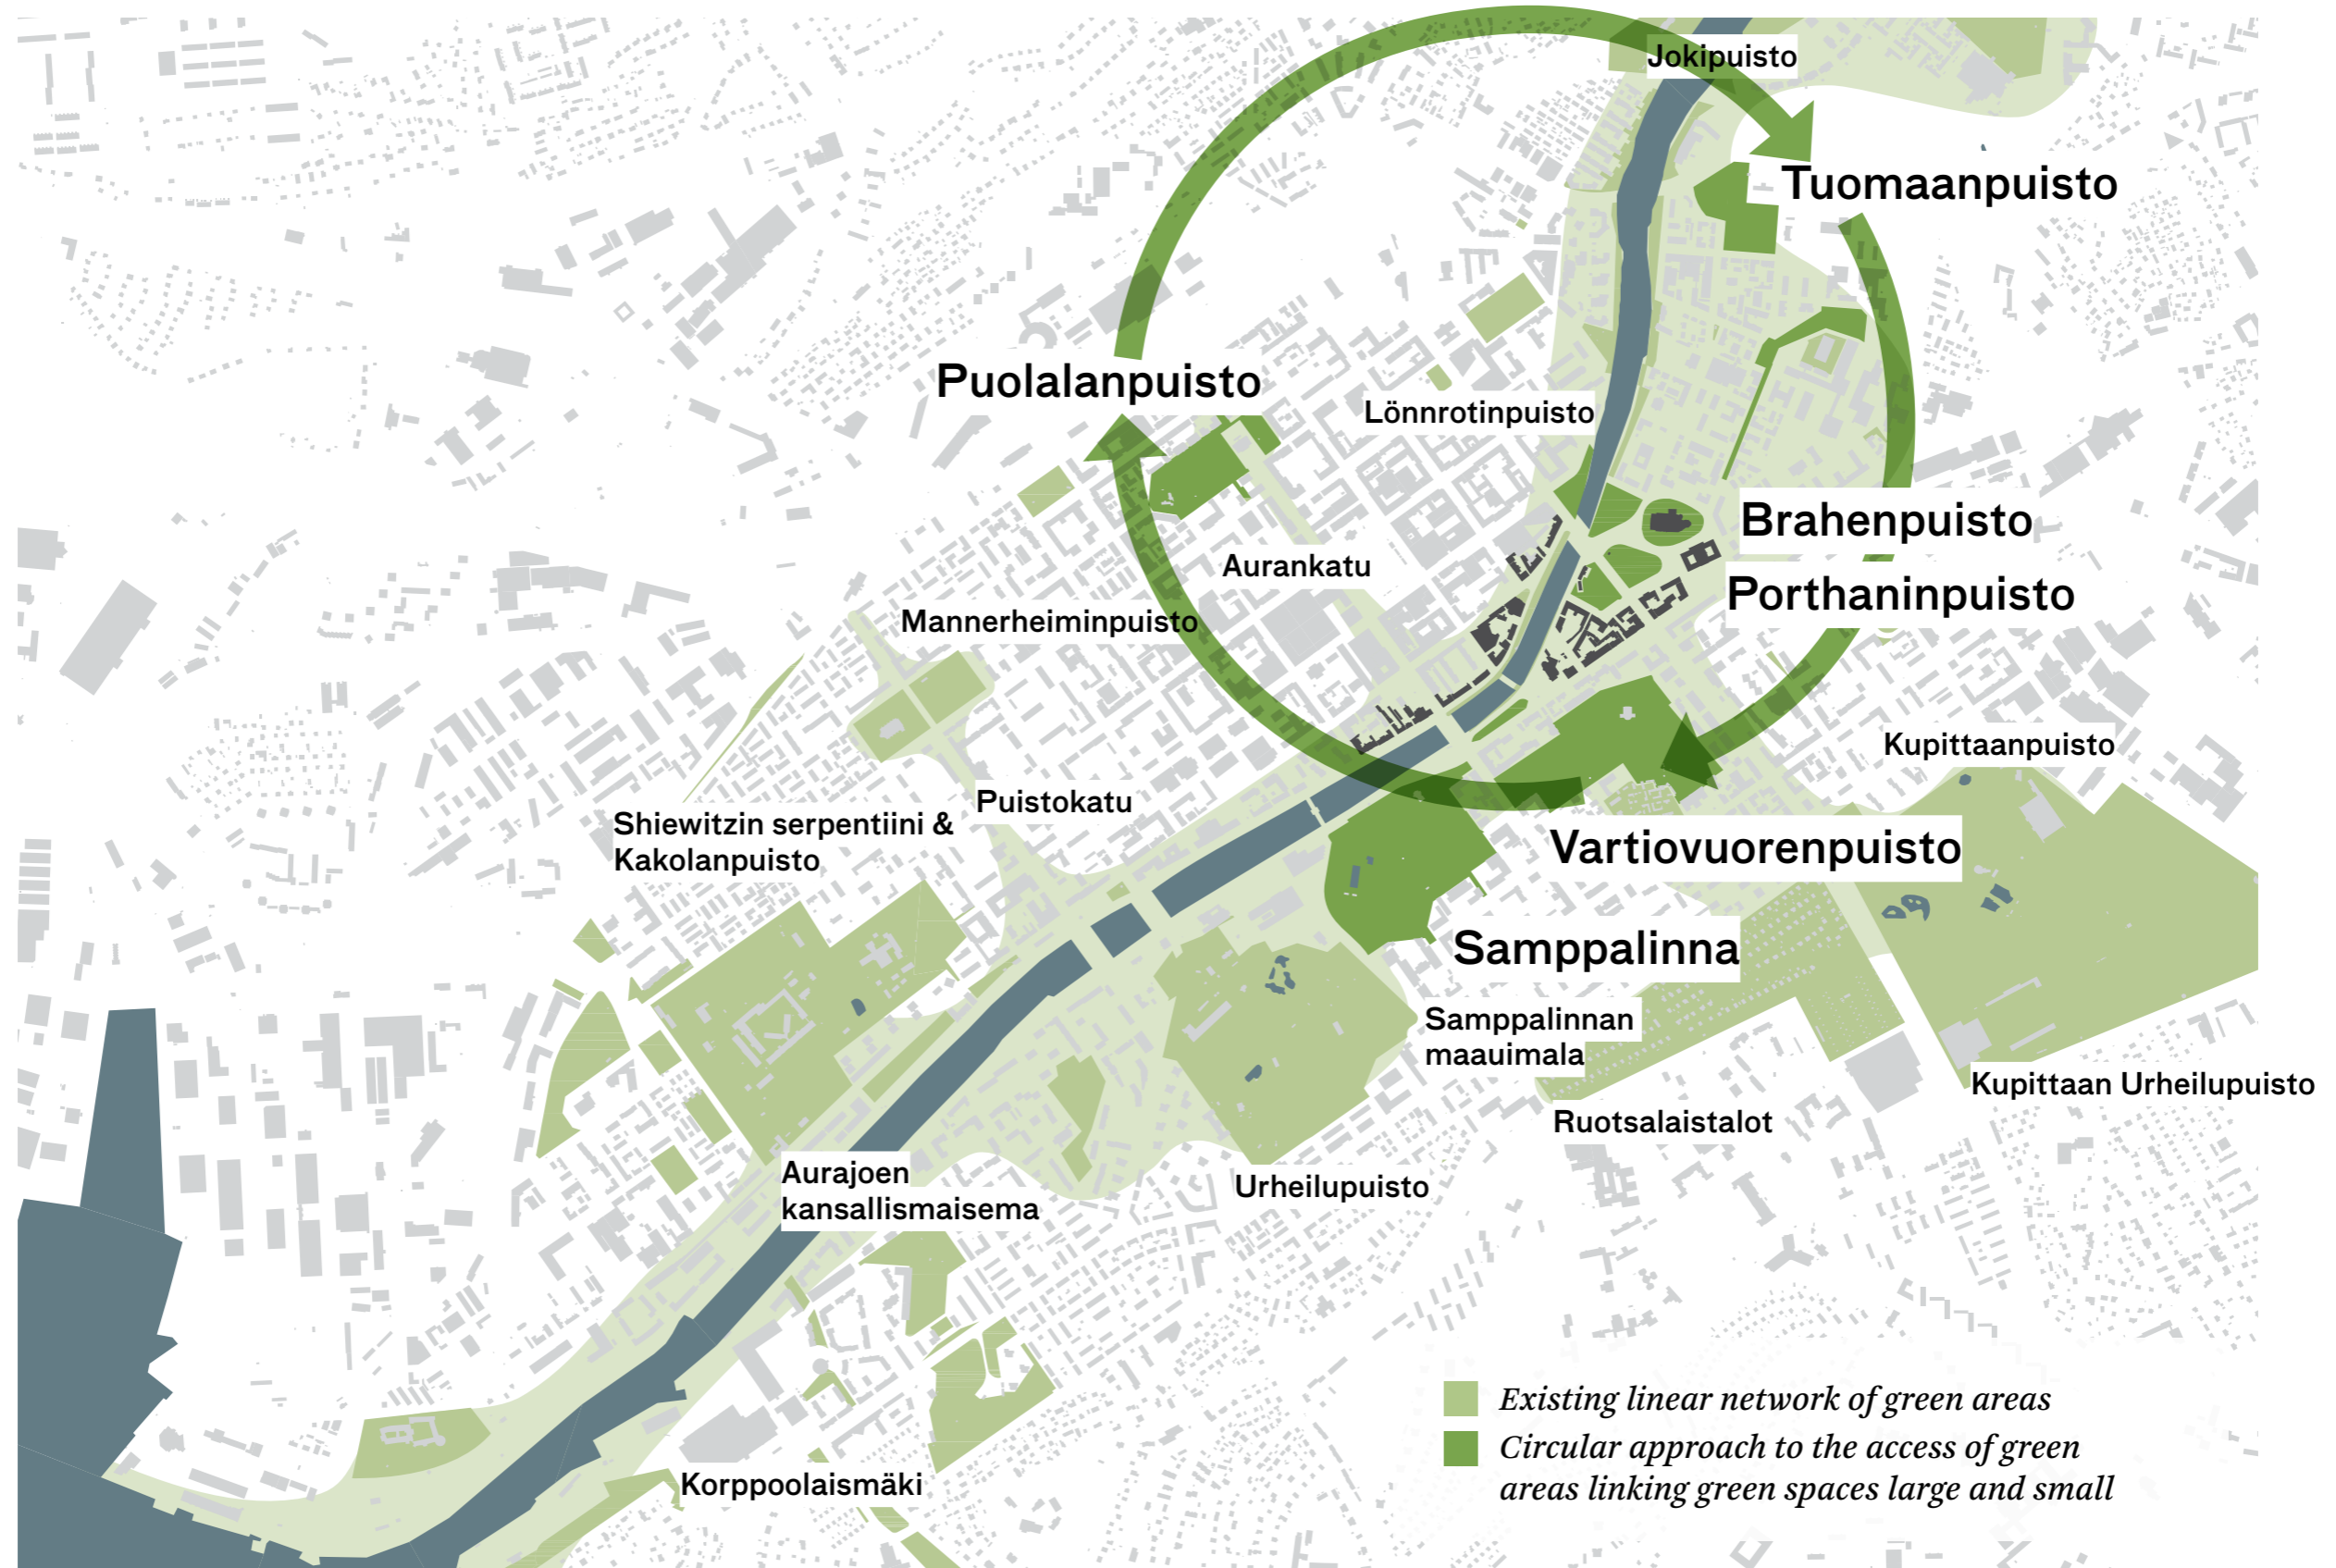 Jokipuisto
Tuomaanpuisto
Puolalanpuisto
Lönnrotinpuisto
Brahenpuisto
Aurankatu
Porthaninpuisto
Mannerheiminpuisto
Kupittaanpuisto
Puistokatu
Shiewitzin serpentiini &
Kakolanpuisto
Vartiovuorenpuisto
Samppalinna
Samppalinnan
maauimala
Kupittaan Urheilupuisto
Ruotsalaistalot
Aurajoen
kansallismaisema
Urheilupuisto
Korppoolaismäki
Existing linear network of green areas
Circular approach to the access of green
areas linking green spaces large and small